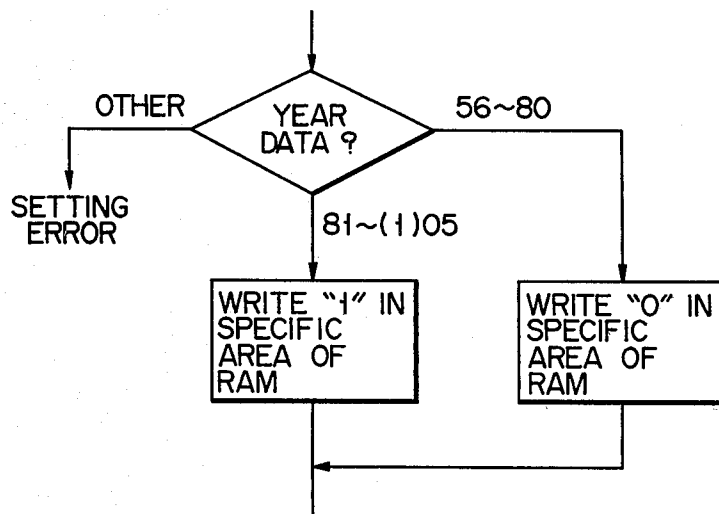 OTHER
YEAR
DATA ?
56~80
SETTING
ERROR
81~(1)05
WRITE "1" IN
SPECIFIC
AREA OF
RAM
WRITE "0" IN
SPECIFIC
AREA OF
RAM